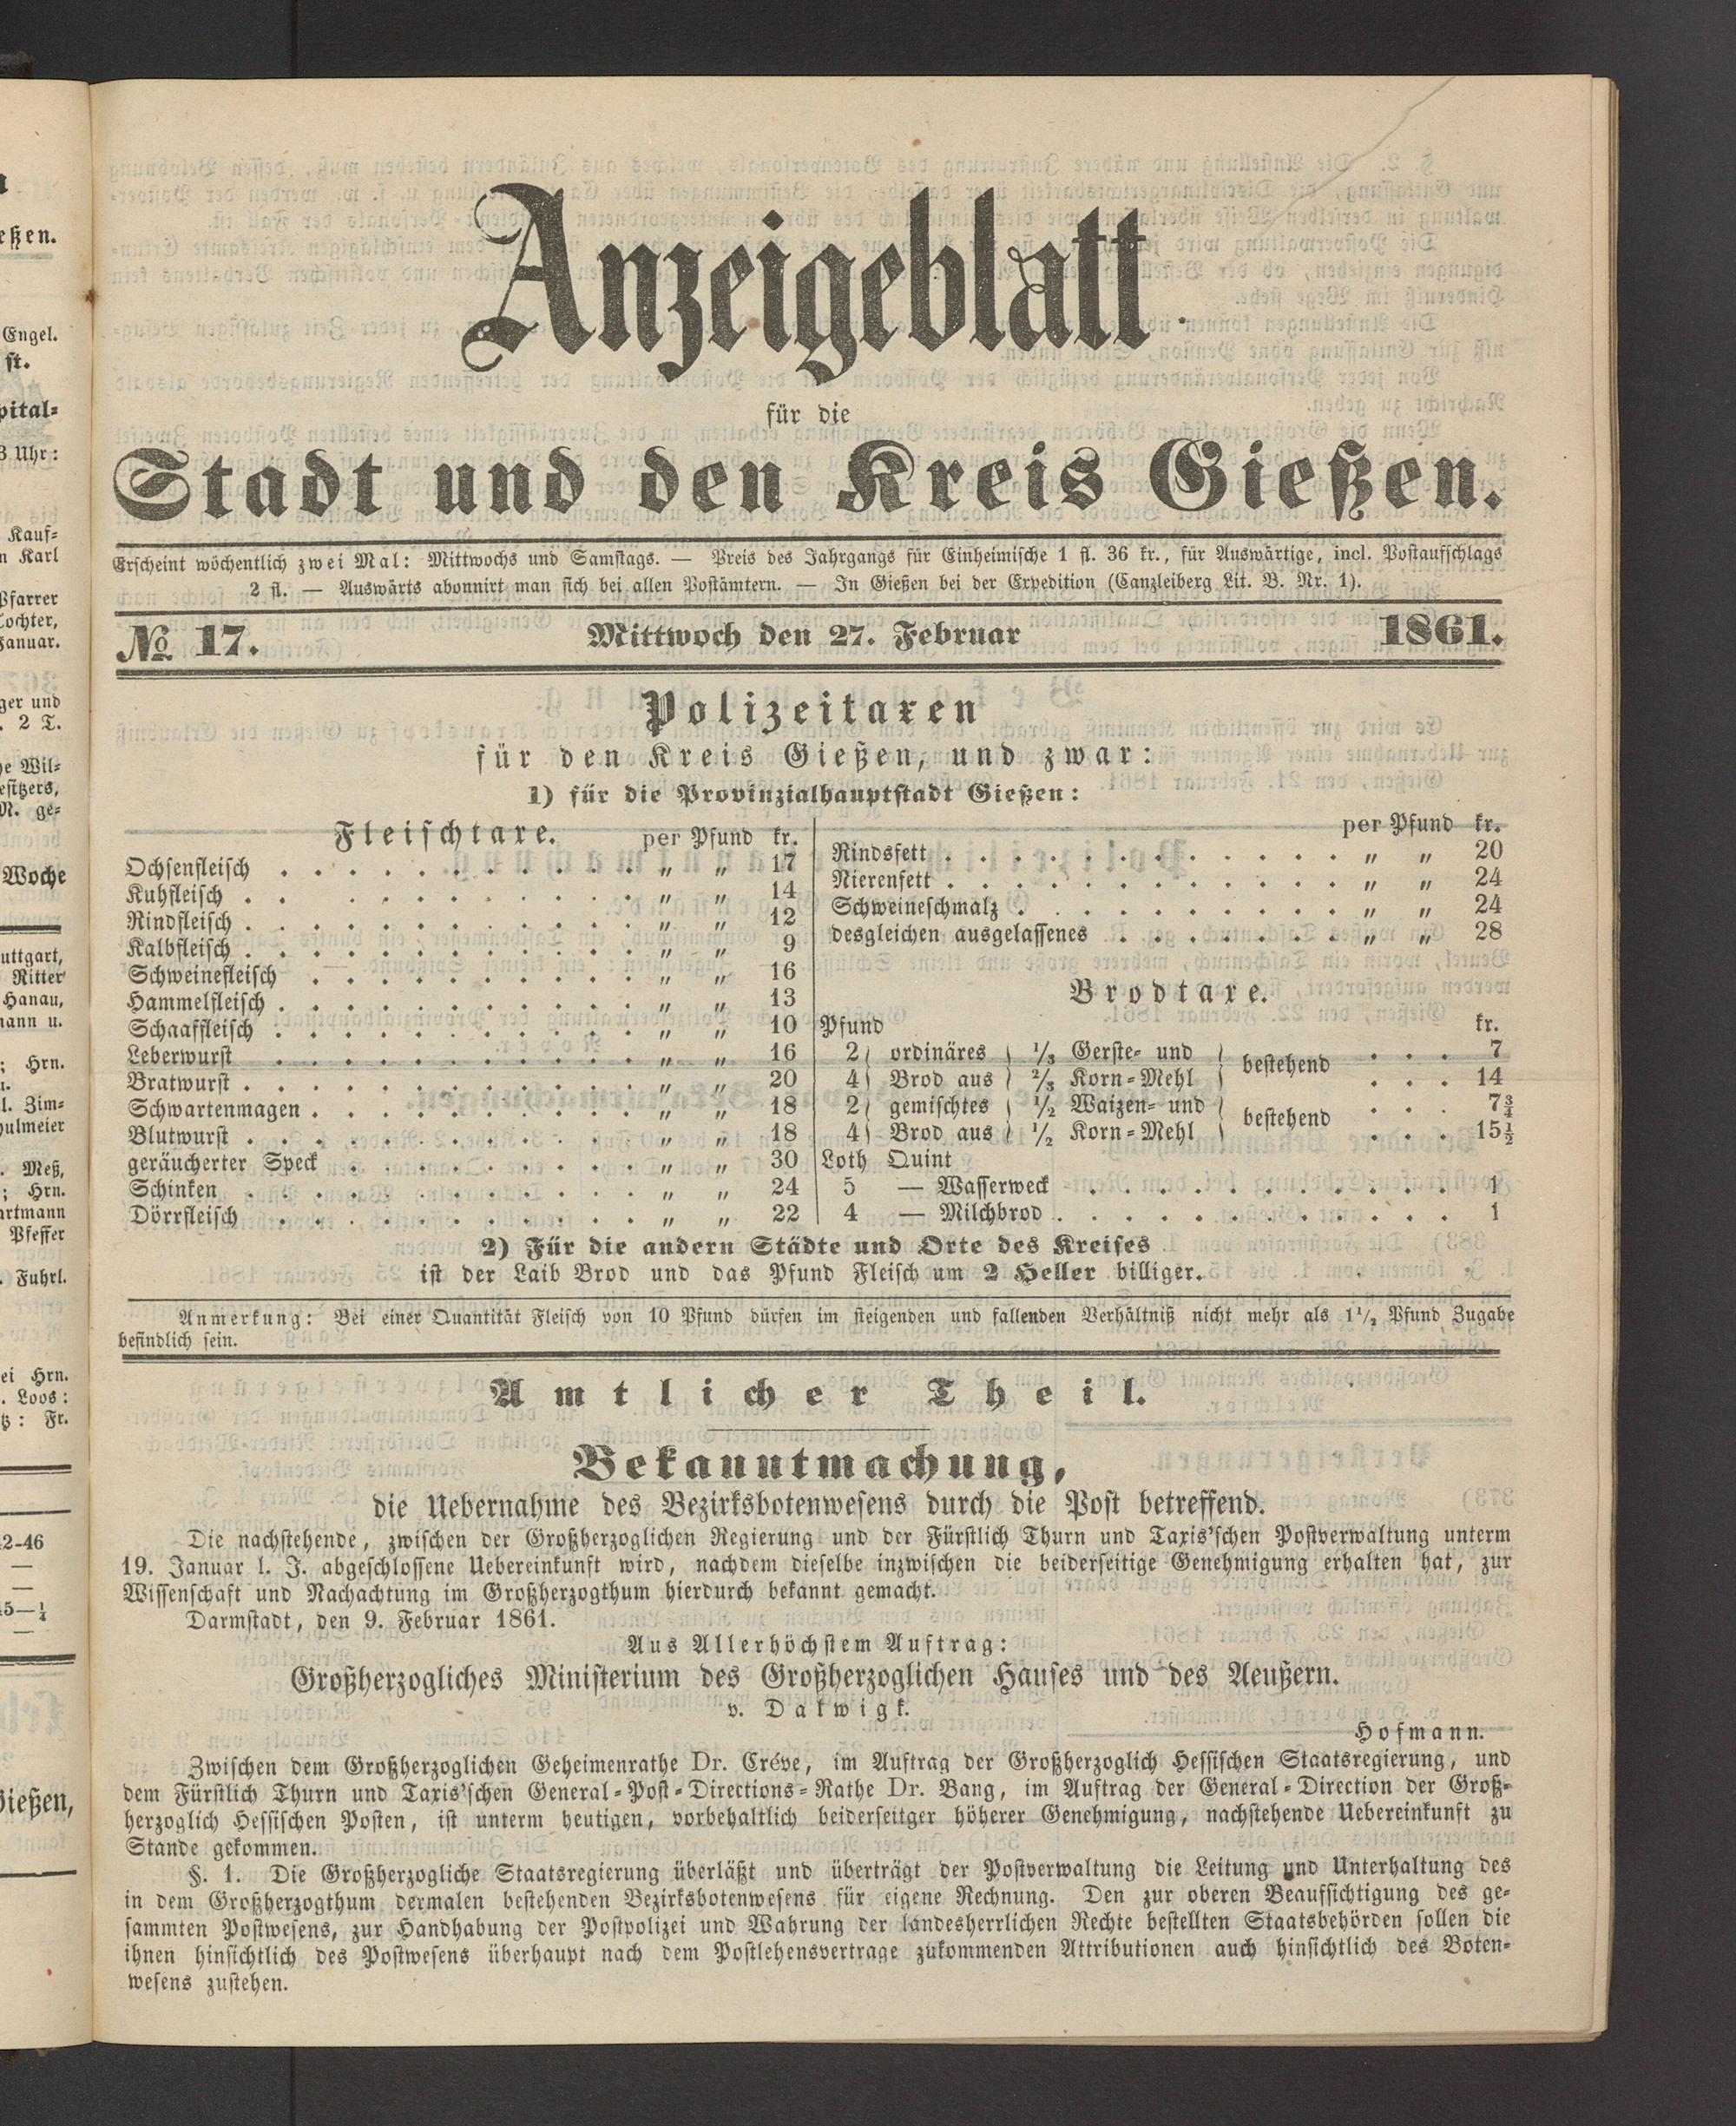 Anzeigeblatt
für die
Stadt und den Kreis Gießen.
Erscheint wöchentlich zwei Mal: Mittwochs und Samstags. — Preis des Jahrgangs für Einheimische 1 fl. 36 kr., für Auswärtige, incl. Postaufschlags
2 fl. — Auswärts abonnirt man sich bei allen Postämtern. — In Gießen bei der Expedition (Canzleiberg Lit. B. Nr. 1).
№ 17. Mittwoch den 27. Februar 1861.
Polizeitaxen
für den Kreis Gießen, und zwar:
1) für die Provinzialhauptstadt Gießen:
Fleischtaxe. per Pfund kr.
Ochsenfleisch . . . . . . . . . . . . „ „ 17
Kuhfleisch . . . . . . . . . . . . „ „ 14
Rindfleisch . . . . . . . . . . . . „ „ 12
Kalbfleisch . . . . . . . . . . . . „ „ 9
Schweinefleisch . . . . . . . . . . . „ „ 16
Hammelfleisch . . . . . . . . . . . „ „ 13
Schaaffleisch . . . . . . . . . . . „ „ 10
Leberwurst . . . . . . . . . . . . „ „ 16
Bratwurst . . . . . . . . . . . . „ „ 20
Schwartenmagen . . . . . . . . . . . „ „ 18
Blutwurst . . . . . . . . . . . . „ „ 18
geräucherter Speck . . . . . . . . . . „ „ 30
Schinken . . . . . . . . . . . . „ „ 24
Dörrfleisch . . . . . . . . . . . . „ „ 22
per Pfund kr.
Rindsfett . . . . . . . . . . . . „ „ 20
Nierenfett . . . . . . . . . . . . „ „ 24
Schweineschmalz . . . . . . . . . . „ „ 24
desgleichen ausgelassenes . . . . . . . „ „ 28
Brodtaxe.
Pfund kr.
2 ordinäres 1/3 Gerste- und bestehend . . . 7
4 Brod aus 2/3 Korn-Mehl . . . 14
2 gemischtes 1/2 Waizen- und bestehend . . . 7 3/4
4 Brod aus 1/2 Korn-Mehl . . . 15 1/2
Loth Quint
5 — Wasserweck . . . . . . . . . . . 1
4 — Milchbrod . . . . . . . . . . . 1
2) Für die andern Städte und Orte des Kreises
ist der Laib Brod und das Pfund Fleisch um 2 Heller billiger.
Anmerkung: Bei einer Quantität Fleisch von 10 Pfund dürfen im steigenden und fallenden Verhältniß nicht mehr als 1 1/2 Pfund Zugabe
befindlich sein.
Amtlicher Theil.
Bekanntmachung,
die Uebernahme des Bezirksbotenwesens durch die Post betreffend.
Die nachstehende, zwischen der Großherzoglichen Regierung und der Fürstlich Thurn und Taxis'schen Postverwaltung unterm
19. Januar l. J. abgeschlossene Uebereinkunft wird, nachdem dieselbe inzwischen die beiderseitige Genehmigung erhalten hat, zur
Wissenschaft und Nachachtung im Großherzogthum hierdurch bekannt gemacht.
Darmstadt, den 9. Februar 1861.
Aus Allerhöchstem Auftrag:
Großherzogliches Ministerium des Großherzoglichen Hauses und des Aeußern.
v. Dalwigk.
Hofmann.
Zwischen dem Großherzoglichen Geheimenrathe Dr. Créve, im Auftrag der Großherzoglich Hessischen Staatsregierung, und
dem Fürstlich Thurn und Taxis'schen General-Post-Directions-Rathe Dr. Bang, im Auftrag der General-Direction der Groß-
herzoglich Hessischen Posten, ist unterm heutigen, vorbehaltlich beiderseitger höherer Genehmigung, nachstehende Uebereinkunft zu
Stande gekommen.
§. 1. Die Großherzogliche Staatsregierung überläßt und überträgt der Postverwaltung die Leitung und Unterhaltung des
in dem Großherzogthum dermalen bestehenden Bezirksbotenwesens für eigene Rechnung. Den zur oberen Beaufsichtigung des ge-
sammten Postwesens, zur Handhabung der Postpolizei und Wahrung der landesherrlichen Rechte bestellten Staatsbehörden sollen die
ihnen hinsichtlich des Postwesens überhaupt nach dem Postlehensvertrage zukommenden Attributionen auch hinsichtlich des Boten-
wesens zustehen.